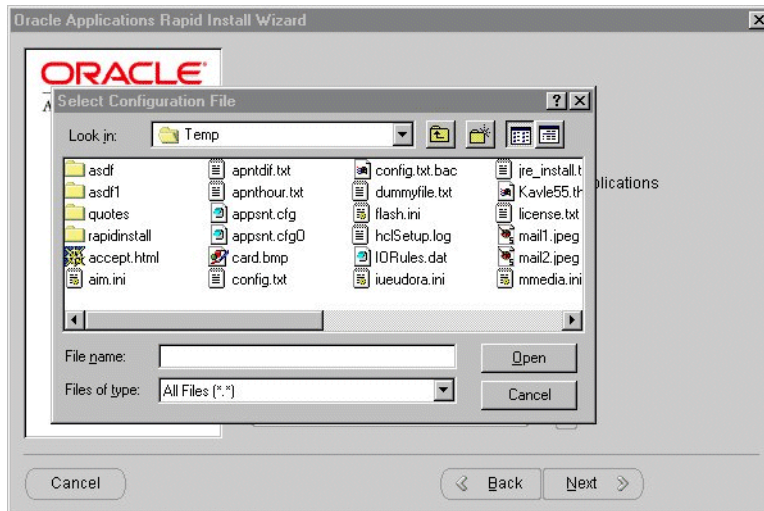 Oracle Applications Rapid Install Wizard
ORACLE
A
Select Configuration File
Look in: Temp
asdf apntdif.txt config.txt.bac jre_install.t
asdf1 apnthour.txt dummyfile.txt Kavle55.th
quotes appsnt.cfg flash.ini license.txt
rapidinstall appsnt.cfg0 hclSetup.log mail1.jpeg
accept.html card.bmp IORules.dat mail2.jpeg
aim.ini config.txt iueudora.ini mmedia.ini
plications
File name: Open
Files of type: All Files (*.*) Cancel
Cancel Back Next